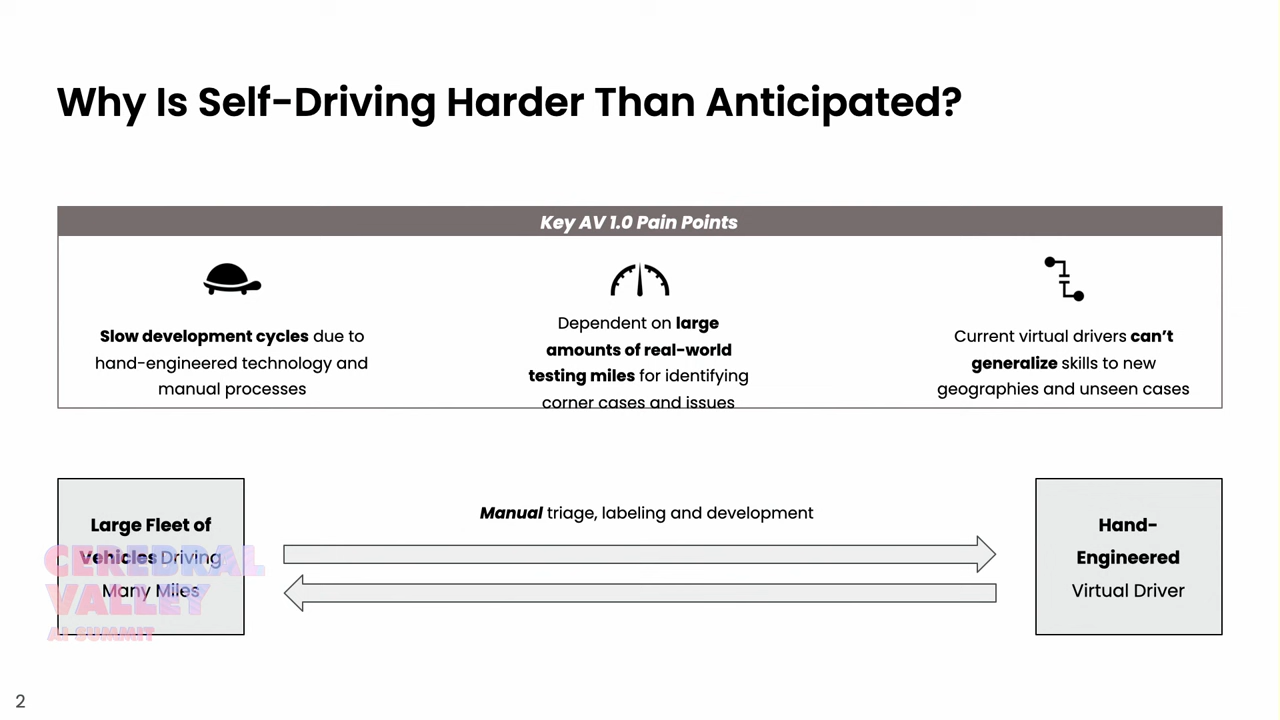 Why Is Self-Driving Harder Than Anticipated?
Key AV 1.0 Pain Points
Slow development cycles due to
hand-engineered technology and
manual processes
Dependent on large
amounts of real-world
testing miles for identifying
corner cases and issues
Current virtual drivers can't
generalize skills to new
geographies and unseen cases
Large Fleet of
Vehicles Driving
Many Miles
Manual triage, labeling and development
Hand-
Engineered
Virtual Driver
CEREBRAL
VALLEY
AI SUMMIT
2